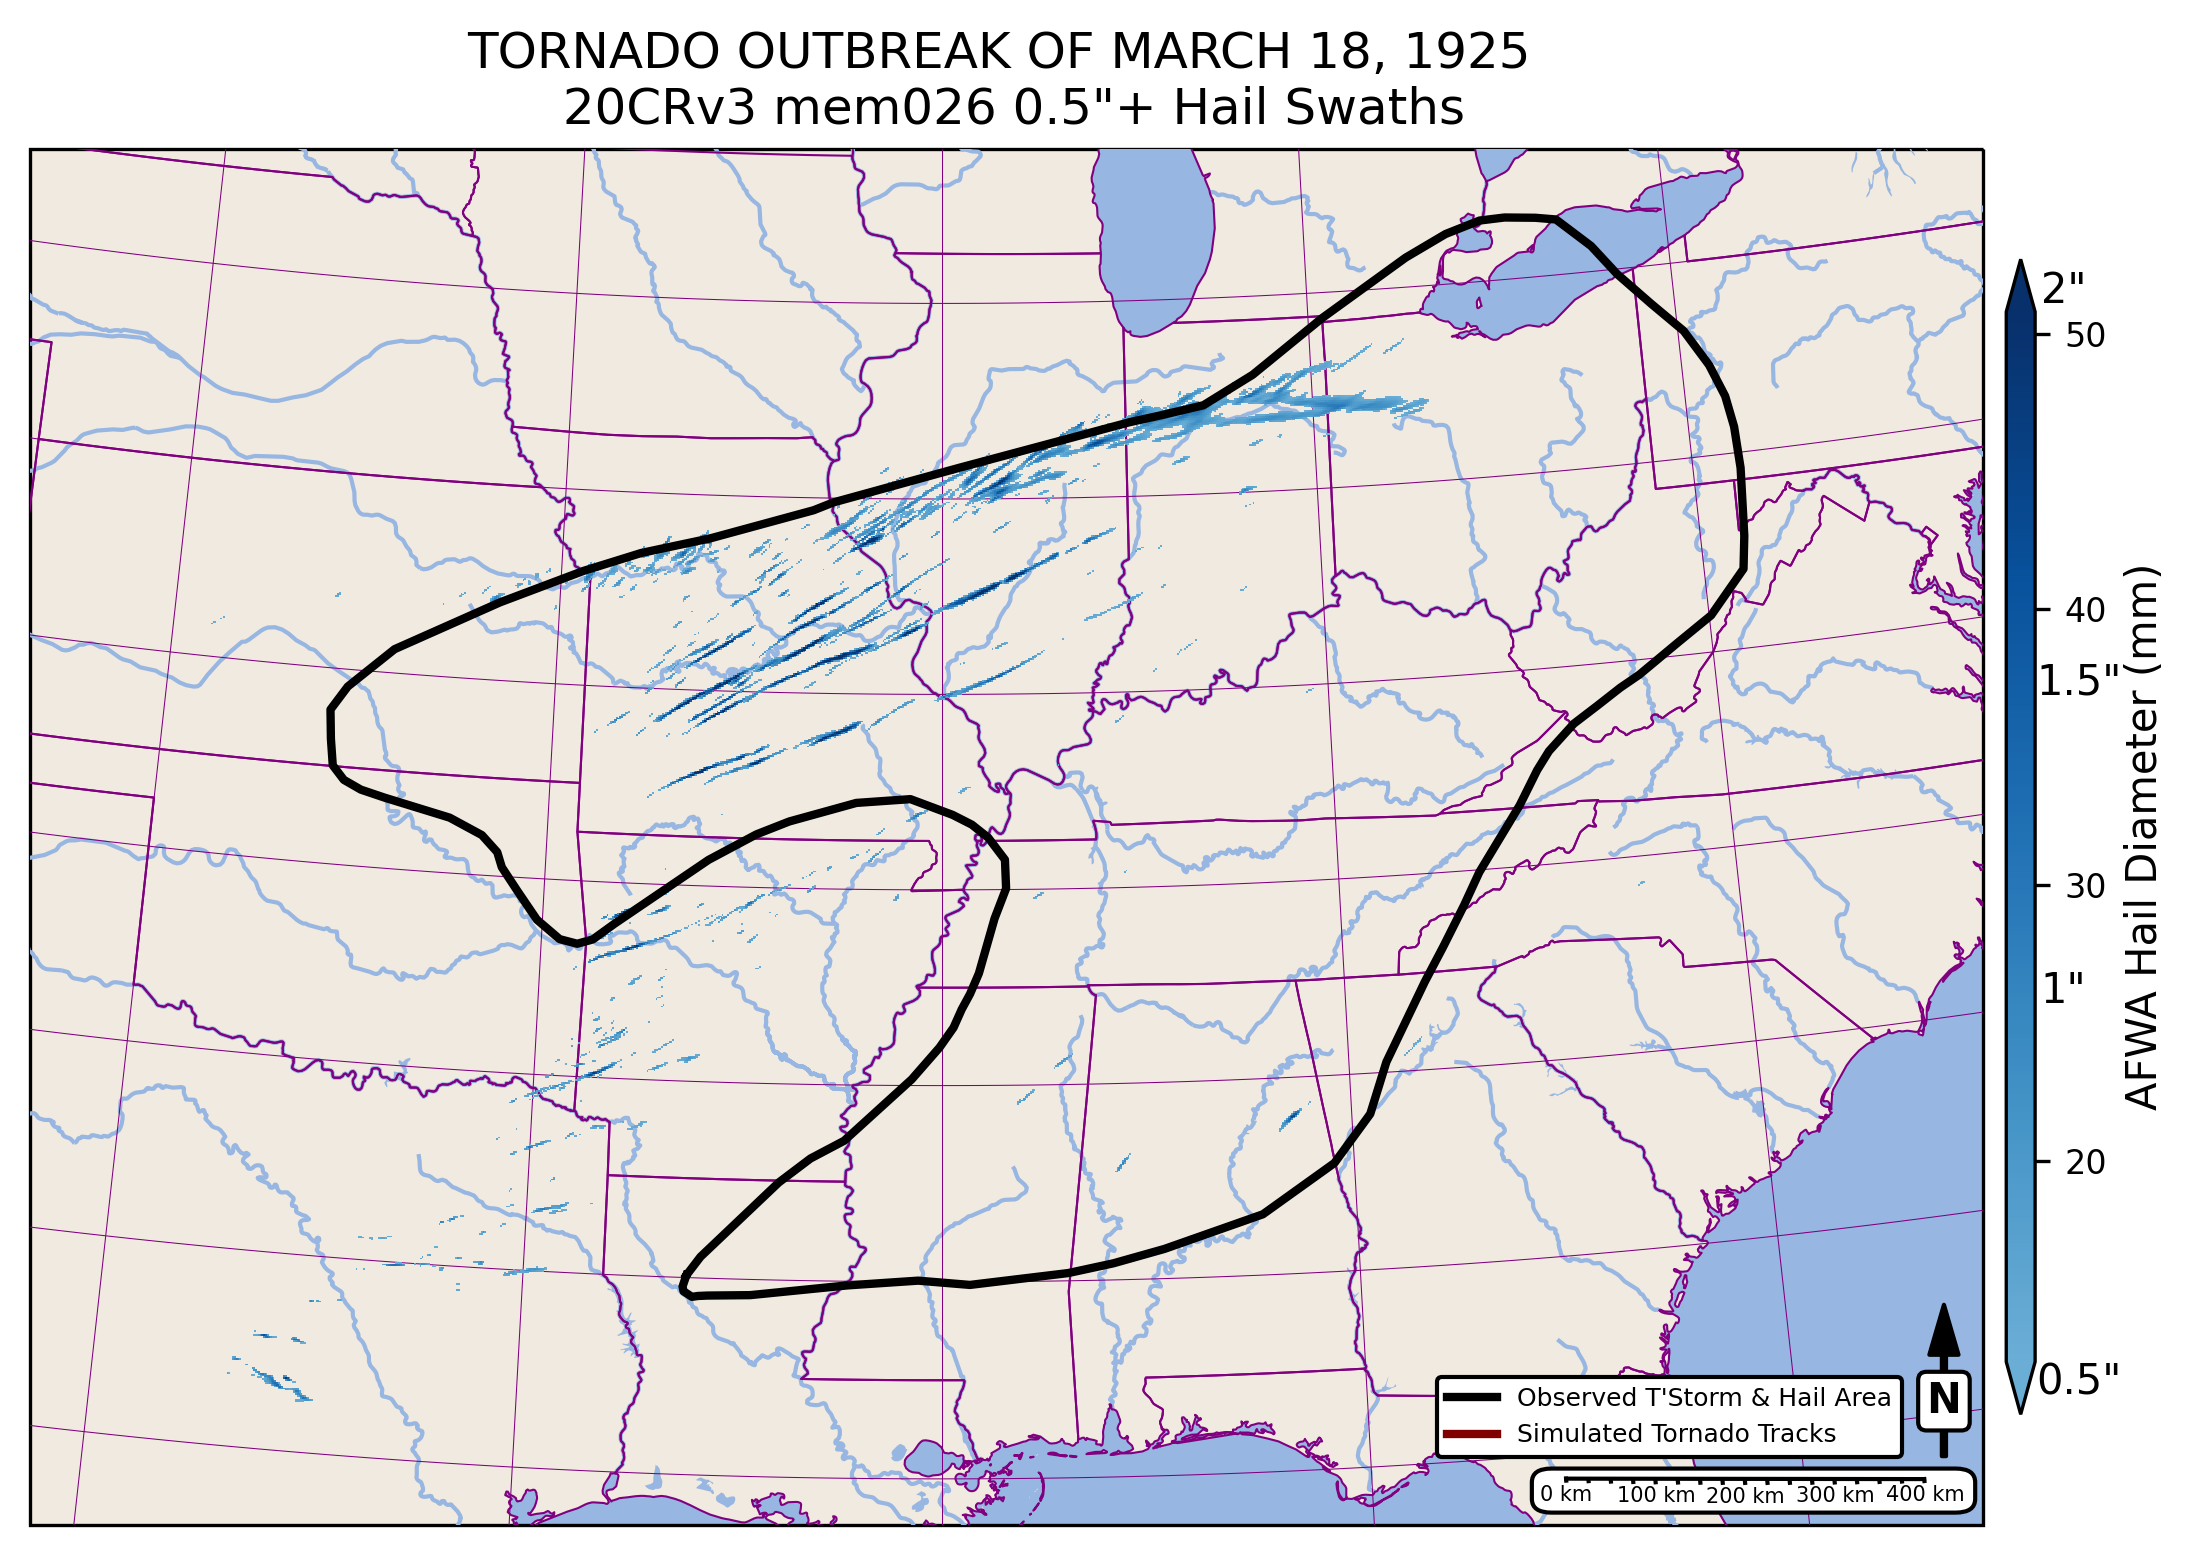 TORNADO OUTBREAK OF MARCH 18, 1925
20CRv3 mem026 0.5"+ Hail Swaths
2"
50
40
1.5"
30
1"
20
0.5"
AFWA Hail Diameter (mm)
Observed T'Storm & Hail Area
Simulated Tornado Tracks
N
0 km 100 km 200 km 300 km 400 km